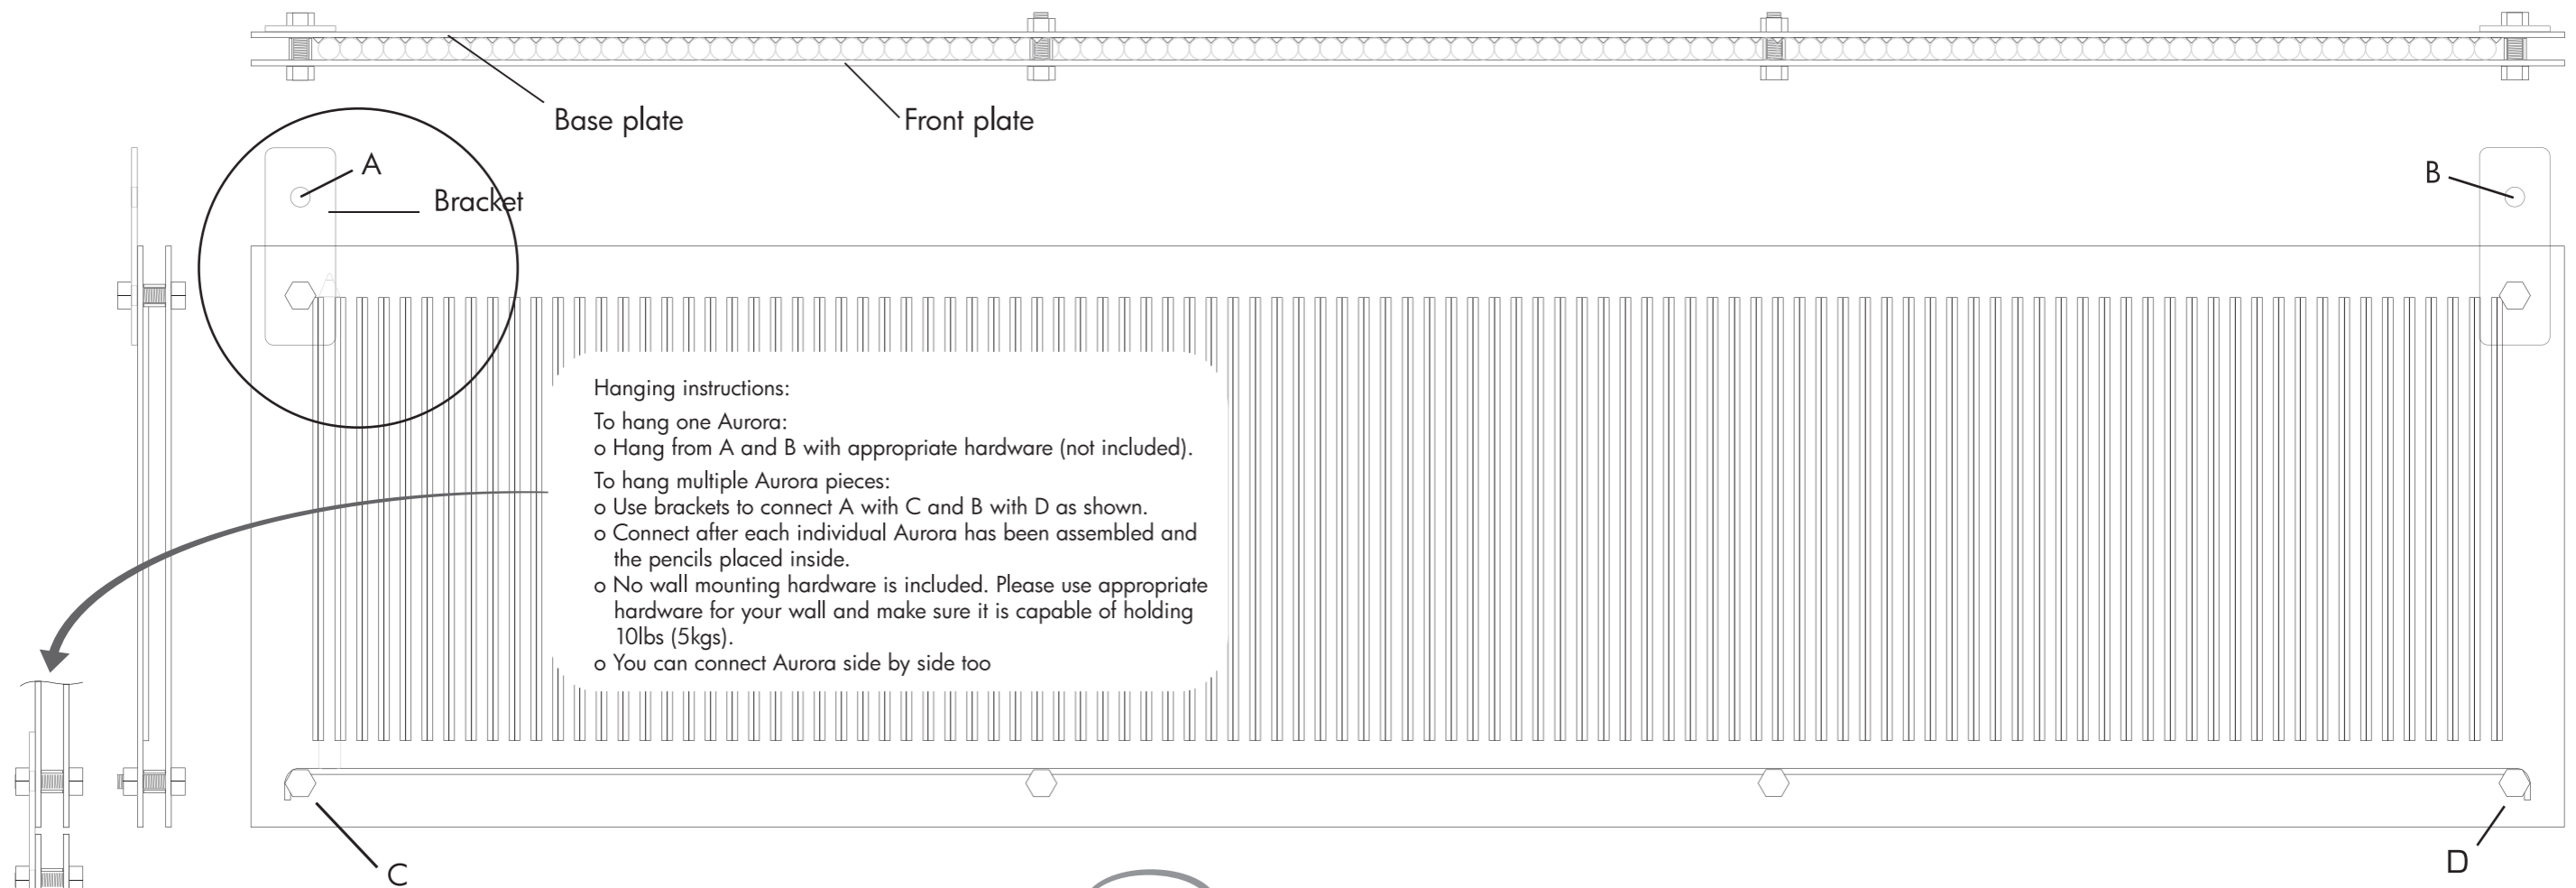 Base plate
Front plate
A
B
Bracket
Hanging instructions:
To hang one Aurora:
o Hang from A and B with appropriate hardware (not included).
To hang multiple Aurora pieces:
o Use brackets to connect A with C and B with D as shown.
o Connect after each individual Aurora has been assembled and
the pencils placed inside.
o No wall mounting hardware is included. Please use appropriate
hardware for your wall and make sure it is capable of holding
10lbs (5kgs).
o You can connect Aurora side by side too
C
D